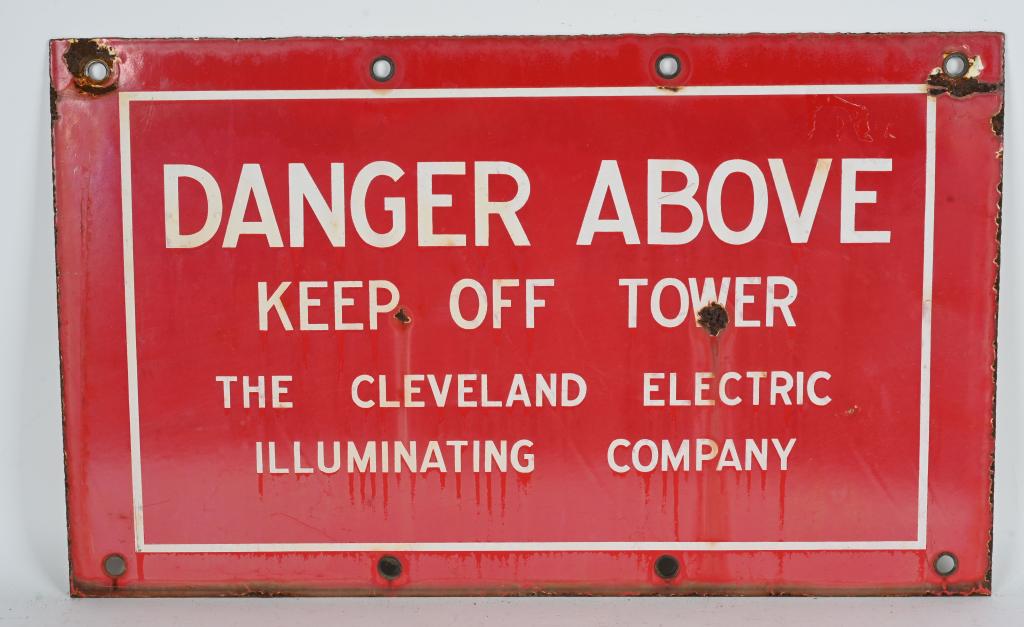 DANGER ABOVE
KEEP OFF TOWER
THE CLEVELAND ELECTRIC
ILLUMINATING COMPANY